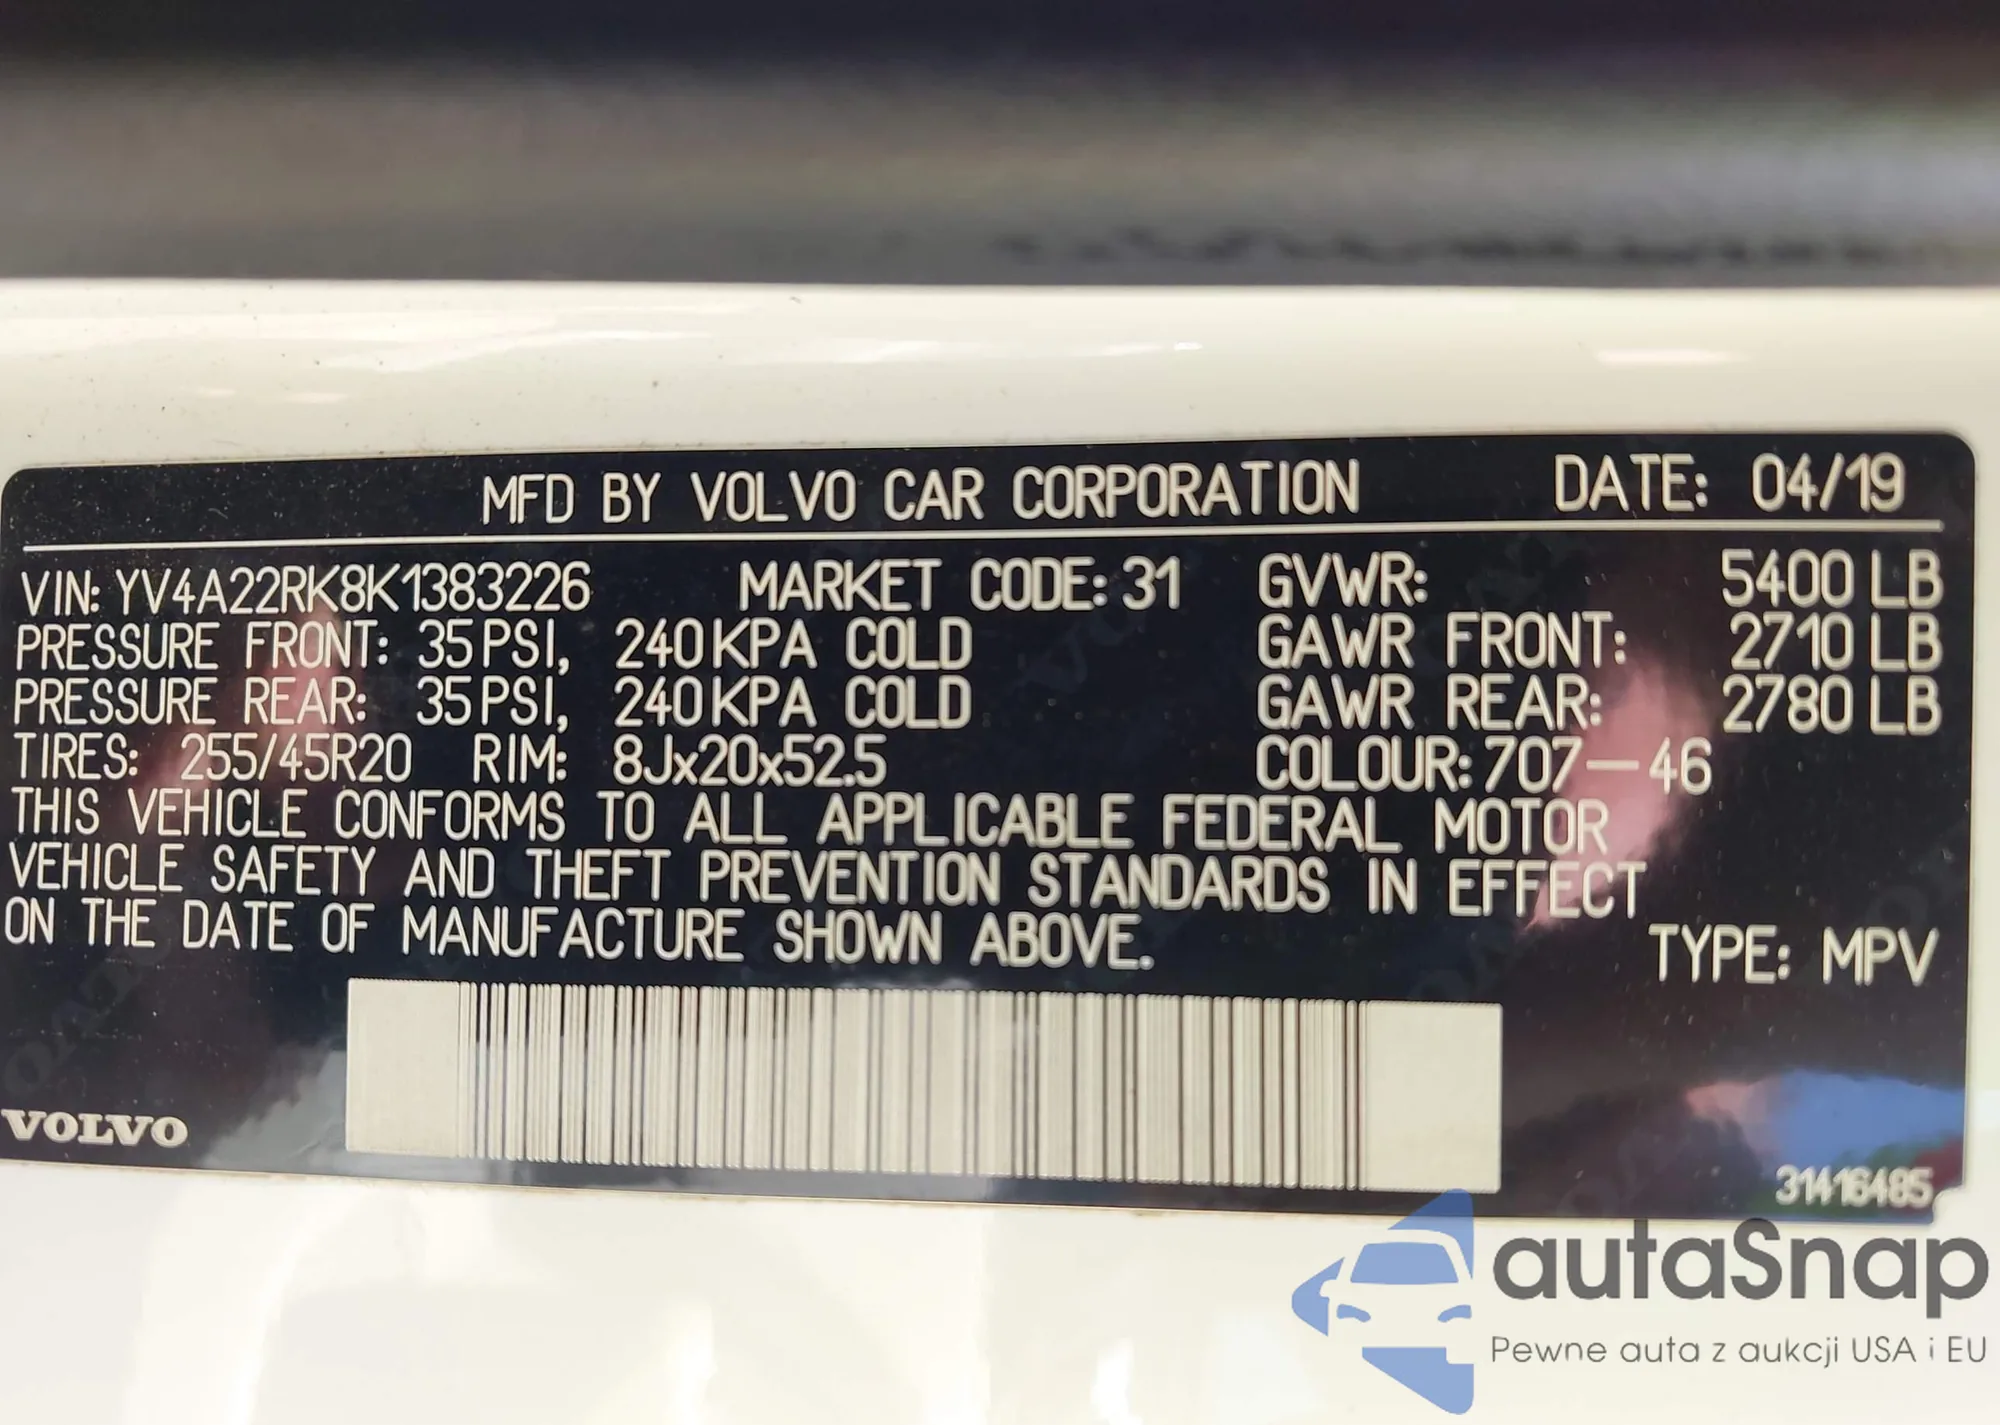 MFD BY VOLVO CAR CORPORATION DATE: 04/19
VIN: YV4A22RK8K1383226 MARKET CODE: 31 GVWR: 5400 LB
PRESSURE FRONT: 35 PSI, 240 KPA COLD GAWR FRONT: 2710 LB
PRESSURE REAR: 35 PSI, 240 KPA COLD GAWR REAR: 2780 LB
TIRES: 255/45R20 RIM: 8Jx20x52.5 COLOUR: 707-46
THIS VEHICLE CONFORMS TO ALL APPLICABLE FEDERAL MOTOR
VEHICLE SAFETY AND THEFT PREVENTION STANDARDS IN EFFECT
ON THE DATE OF MANUFACTURE SHOWN ABOVE.
TYPE: MPV
VOLVO
31416485
autaSnap
Pewne auta z aukcji USA i EU